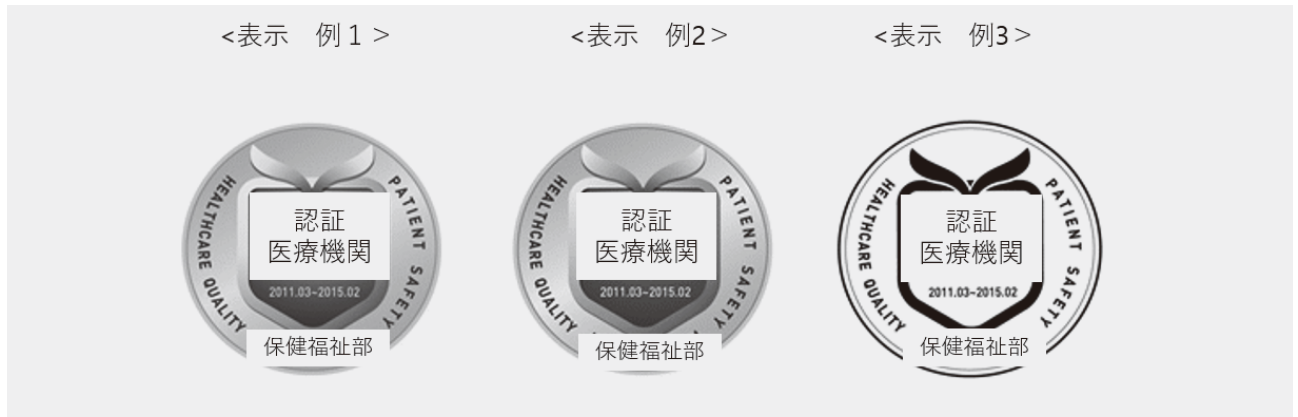 <表示　例１＞
<表示　例2＞
<表示　例3＞
HEALTHCARE QUALITY
PATIENT SAFETY
認証
医療機関
2011.03~2015.02
保健福祉部
HEALTHCARE QUALITY
PATIENT SAFETY
認証
医療機関
2011.03~2015.02
保健福祉部
HEALTHCARE QUALITY
PATIENT SAFETY
認証
医療機関
2011.03~2015.02
保健福祉部